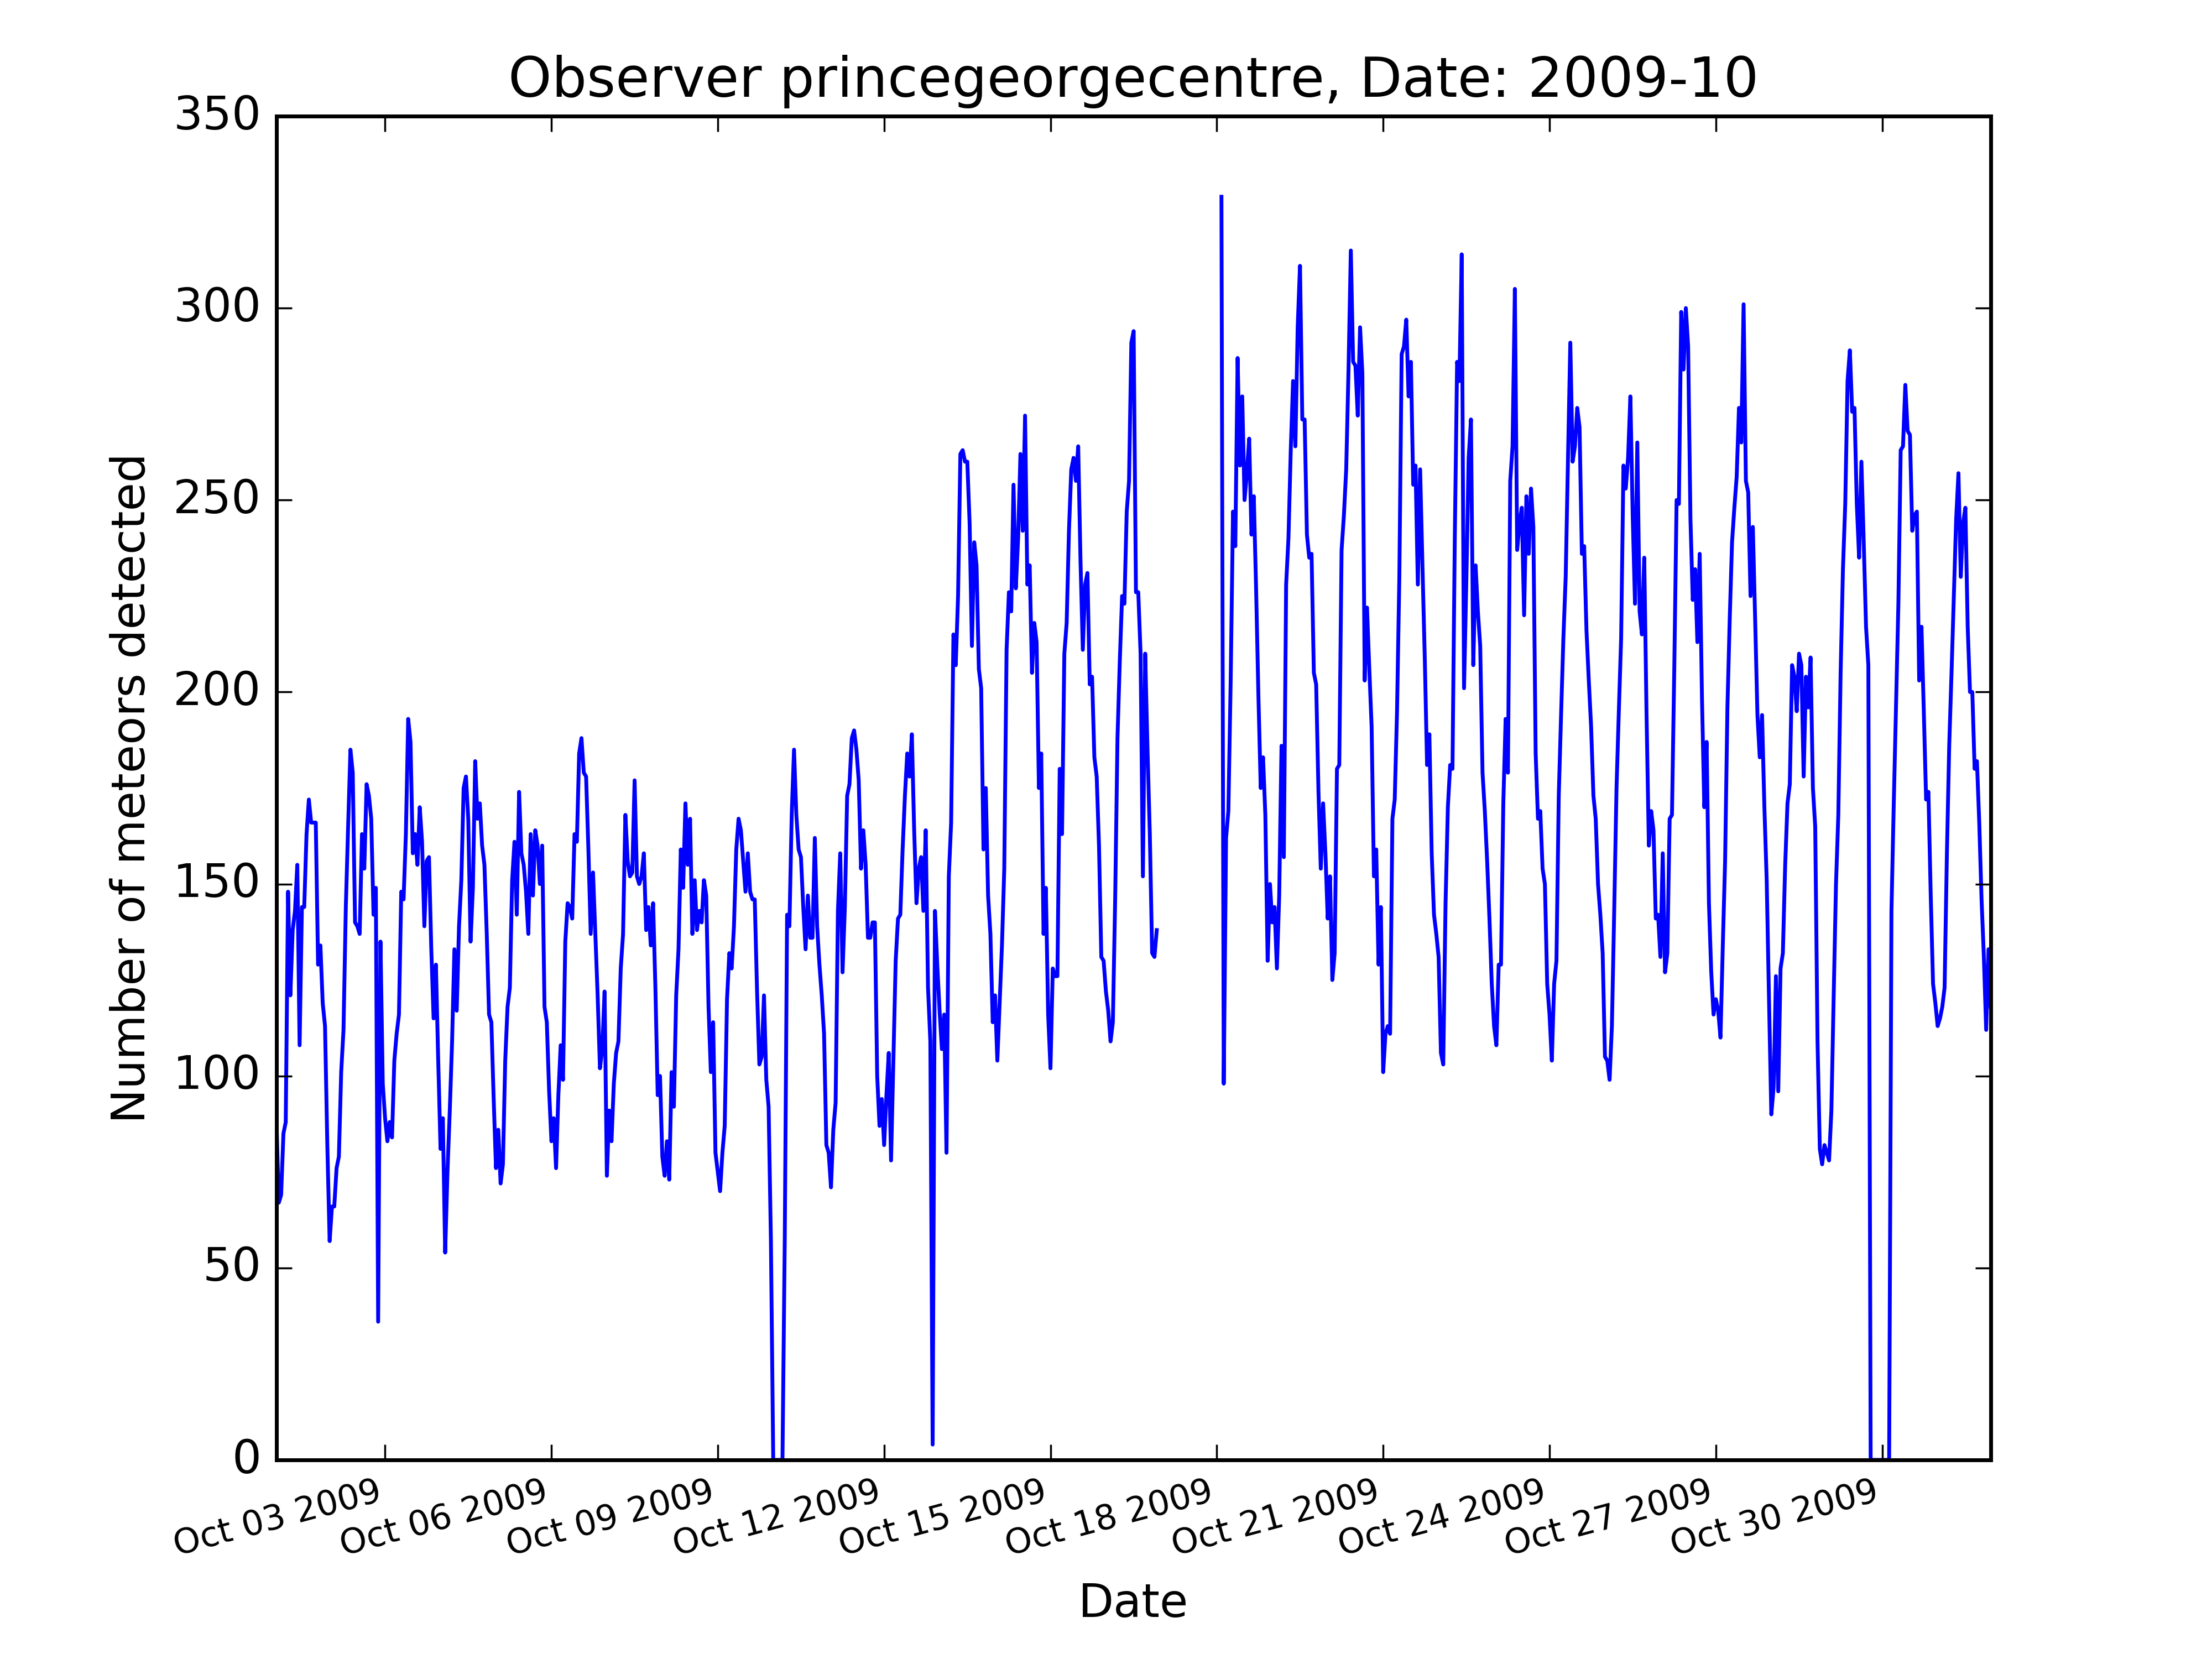 Observer princegeorgecentre, Date: 2009-10
350
300
250
200
150
100
50
0
Number of meteors detected
Oct 03 2009
Oct 06 2009
Oct 09 2009
Oct 12 2009
Oct 15 2009
Oct 18 2009
Oct 21 2009
Oct 24 2009
Oct 27 2009
Oct 30 2009
Date